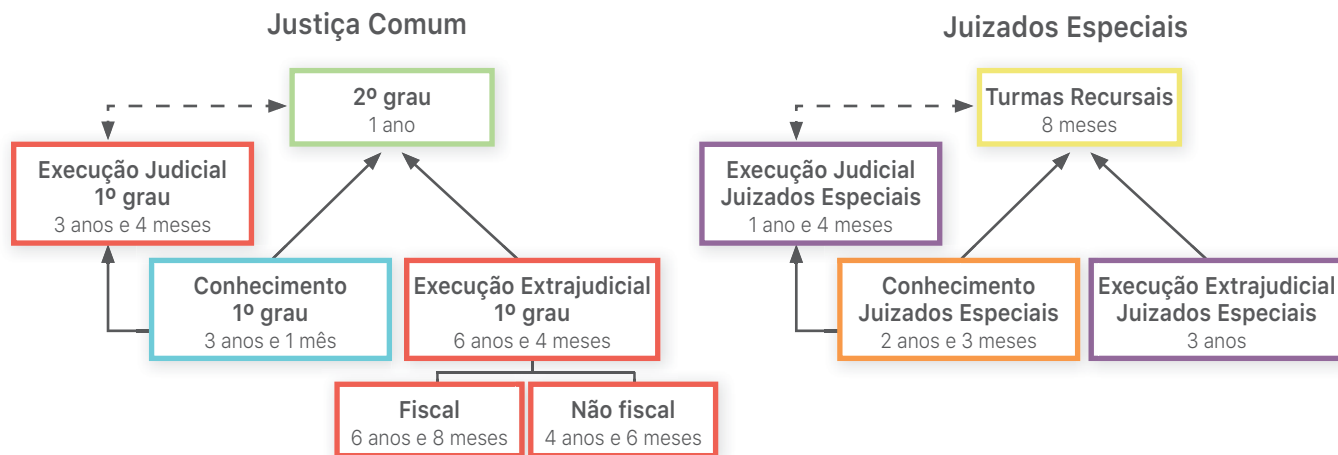 Justiça Comum
2º grau
1 ano
Execução Judicial
1º grau
3 anos e 4 meses
Conhecimento
1º grau
3 anos e 1 mês
Execução Extrajudicial
1º grau
6 anos e 4 meses
Fiscal
6 anos e 8 meses
Não fiscal
4 anos e 6 meses
Juizados Especiais
Turmas Recursais
8 meses
Execução Judicial
Juizados Especiais
1 ano e 4 meses
Conhecimento
Juizados Especiais
2 anos e 3 meses
Execução Extrajudicial
Juizados Especiais
3 anos